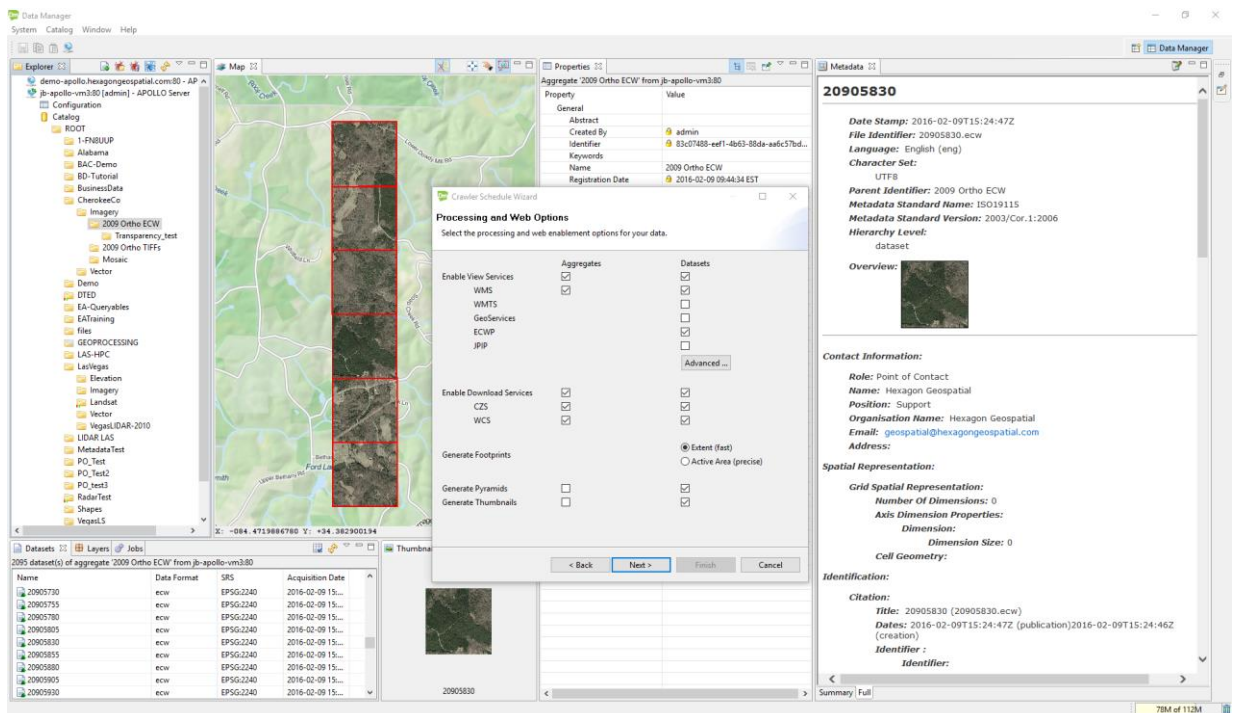 Data Manager
System Catalog Window Help
Data Manager
Explorer
demo-apollo.hexagongeospatial.com:80 - AP
jb-apollo-vm3:80 [admin] - APOLLO Server
Configuration
Catalog
ROOT
1-FN8UUP
Alabama
BAC-Demo
BD-Tutorial
BusinessData
CherokeeCo
Imagery
2009 Ortho ECW
Transparency_test
2009 Ortho TIFFs
Mosaic
Vector
Demo
DTED
EA-Queryables
EATraining
files
GEOPROCESSING
LAS-HPC
LasVegas
Elevation
Imagery
Landsat
Vector
VegasLIDAR-2010
LIDAR LAS
MetadataTest
PO_Test
PO_Test2
PO_test3
RadarTest
Shapes
VegasLS
Map
X: -084.4719886760 Y: +34.382900194
Properties
Aggregate '2009 Ortho ECW' from jb-apollo-vm3:80
Property Value
General
Abstract
Created By admin
Identifier 83c07488-eef1-4b63-88da-aa6c57bd...
Keywords
Name 2009 Ortho ECW
Registration Date 2016-02-09 09:44:34 EST
Crawler Schedule Wizard
Processing and Web Options
Select the processing and web enablement options for your data.
Aggregates Datasets
Enable View Services
WMS
WMTS
GeoServices
ECWP
JPIP
Advanced ...
Enable Download Services
CZS
WCS
Generate Footprints
Extent (fast)
Active Area (precise)
Generate Pyramids
Generate Thumbnails
< Back Next > Finish Cancel
Metadata
20905830
Date Stamp: 2016-02-09T15:24:47Z
File Identifier: 20905830.ecw
Language: English (eng)
Character Set:
UTF8
Parent Identifier: 2009 Ortho ECW
Metadata Standard Name: ISO19115
Metadata Standard Version: 2003/Cor.1:2006
Hierarchy Level:
dataset
Overview:
Contact Information:
Role: Point of Contact
Name: Hexagon Geospatial
Position: Support
Organisation Name: Hexagon Geospatial
Email: geospatial@hexagongeospatial.com
Address:
Spatial Representation:
Grid Spatial Representation:
Number Of Dimensions: 0
Axis Dimension Properties:
Dimension:
Dimension Size: 0
Cell Geometry:
Identification:
Citation:
Title: 20905830 (20905830.ecw)
Dates: 2016-02-09T15:24:47Z (publication)2016-02-09T15:24:46Z
(creation)
Identifier :
Identifier:
Summary Full
Datasets Layers Jobs
2095 dataset(s) of aggregate '2009 Ortho ECW' from jb-apollo-vm3:80
Name Data Format SRS Acquisition Date
20905730 ecw EPSG:2240 2016-02-09 15:...
20905755 ecw EPSG:2240 2016-02-09 15:...
20905780 ecw EPSG:2240 2016-02-09 15:...
20905805 ecw EPSG:2240 2016-02-09 15:...
20905830 ecw EPSG:2240 2016-02-09 15:...
20905855 ecw EPSG:2240 2016-02-09 15:...
20905880 ecw EPSG:2240 2016-02-09 15:...
20905905 ecw EPSG:2240 2016-02-09 15:...
20905930 ecw EPSG:2240 2016-02-09 15:...
Thumbna
20905830
78M of 112M